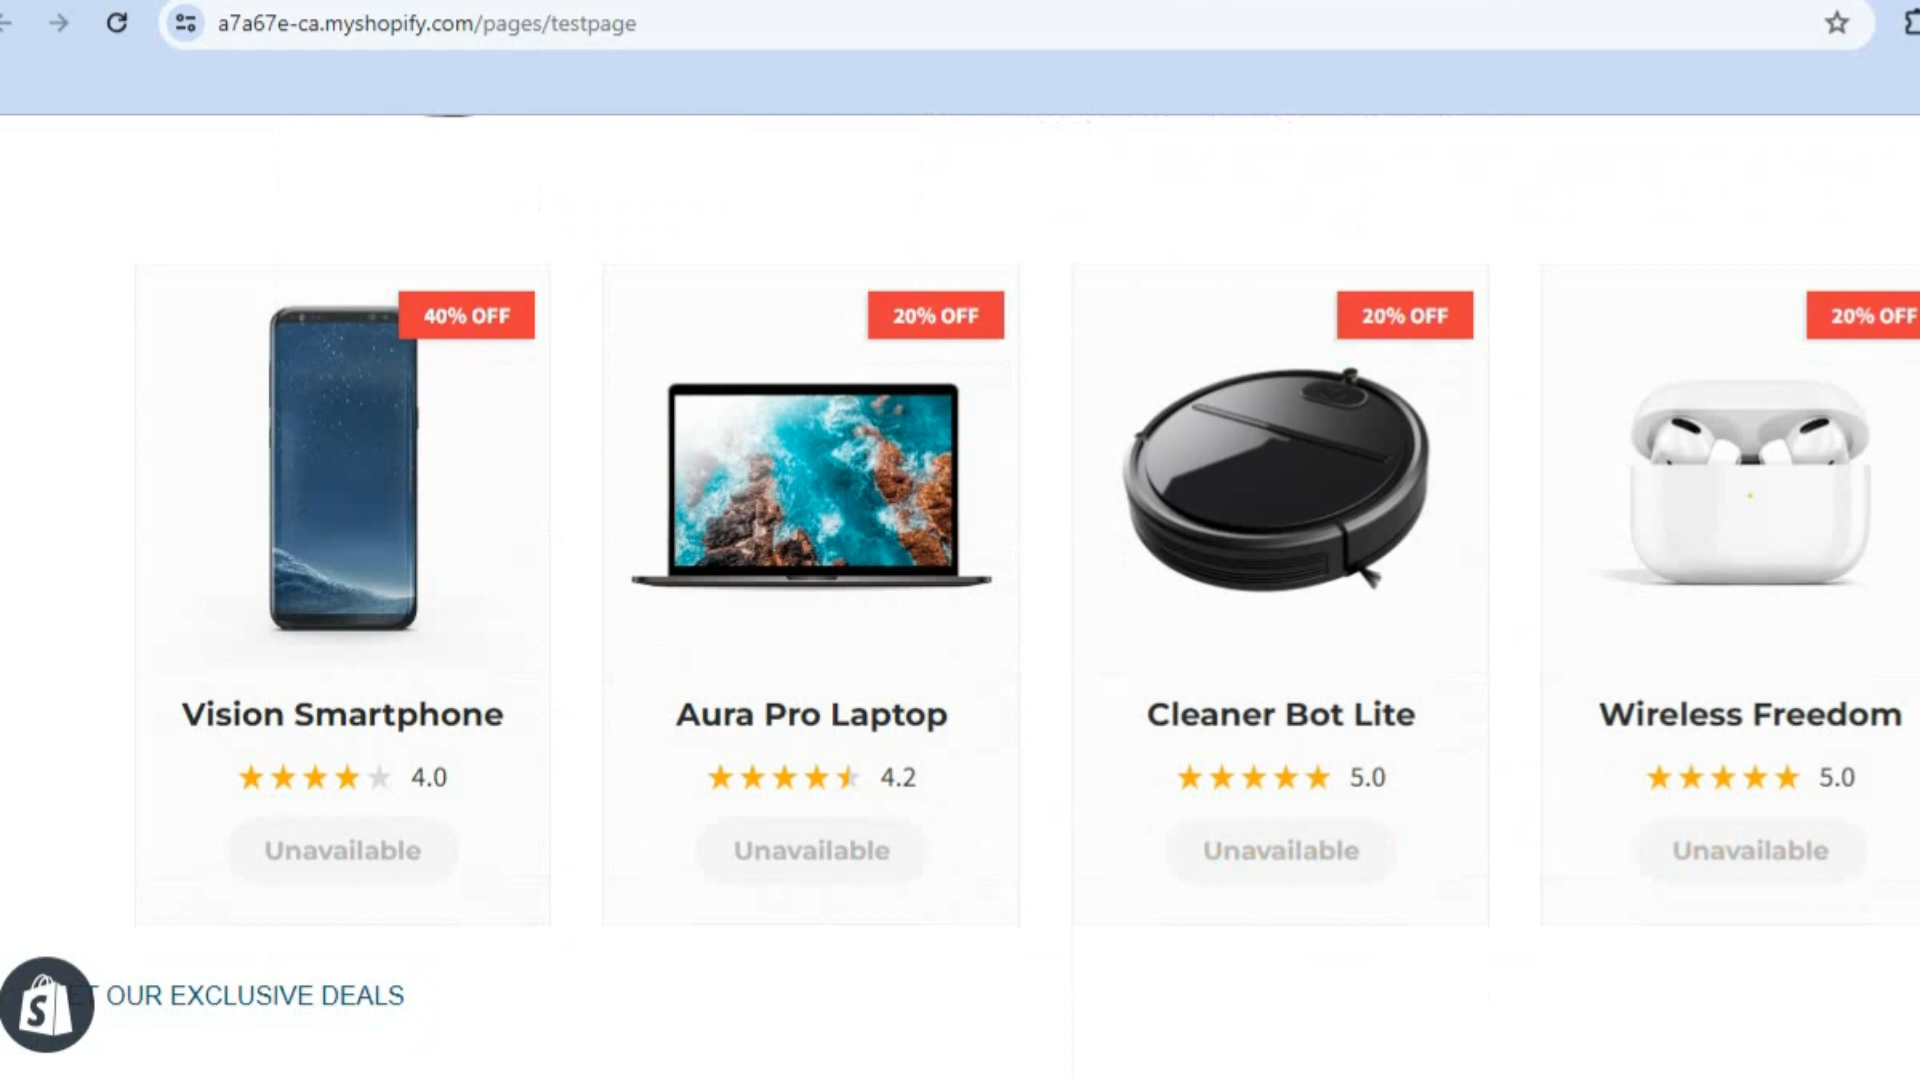 a7a67e-ca.myshopify.com/pages/testpage
40% OFF
20% OFF
20% OFF
20% OFF
Vision Smartphone
Aura Pro Laptop
Cleaner Bot Lite
Wireless Freedom
4.0
4.2
5.0
5.0
Unavailable
Unavailable
Unavailable
Unavailable
OUR EXCLUSIVE DEALS